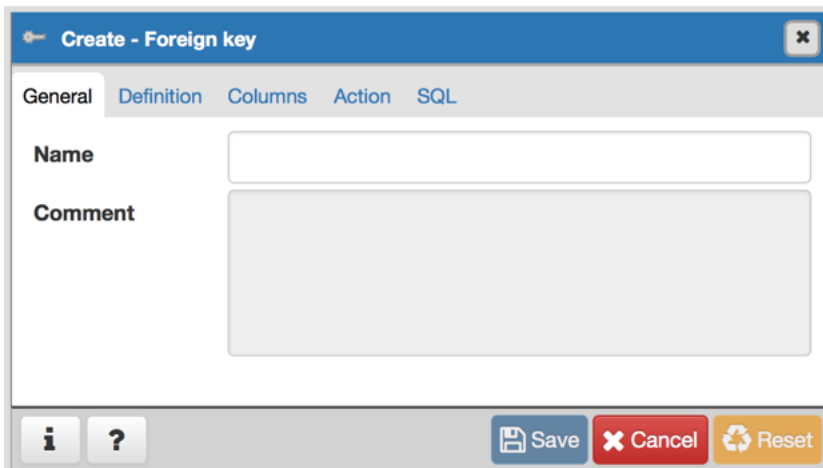 Create - Foreign key
General Definition Columns Action SQL
Name
Comment
i ? Save Cancel Reset